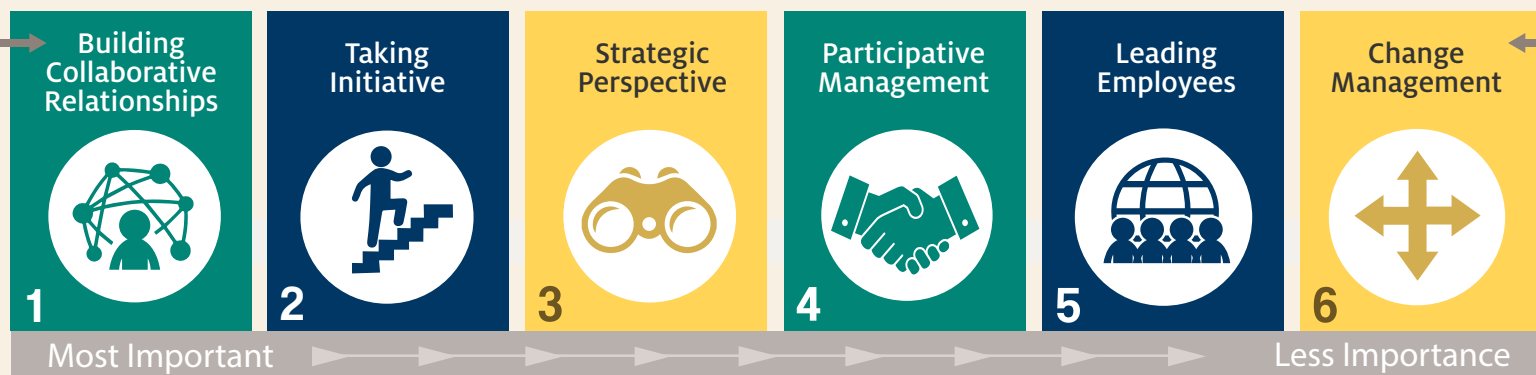 Building
Collaborative
Relationships
1
Taking
Initiative
2
Strategic
Perspective
3
Participative
Management
4
Leading
Employees
5
Change
Management
6
Most Important
Less Importance